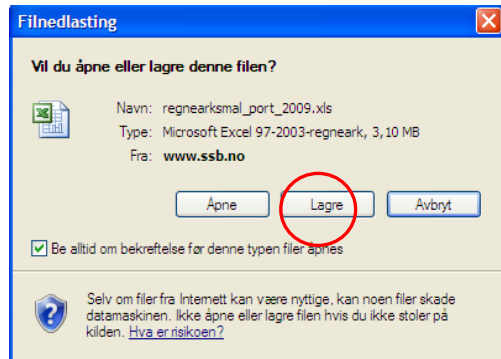 Filnedlasting
Vil du åpne eller lagre denne filen?
Navn: regnearksmal_port_2009.xls
Type: Microsoft Excel 97-2003-regneark, 3,10 MB
Fra: www.ssb.no
Åpne Lagre Avbryt
Be alltid om bekreftelse før denne typen filer åpnes
Selv om filer fra Internett kan være nyttige, kan noen filer skade
datamaskinen. Ikke åpne eller lagre filen hvis du ikke stoler på
kilden. Hva er risikoen?